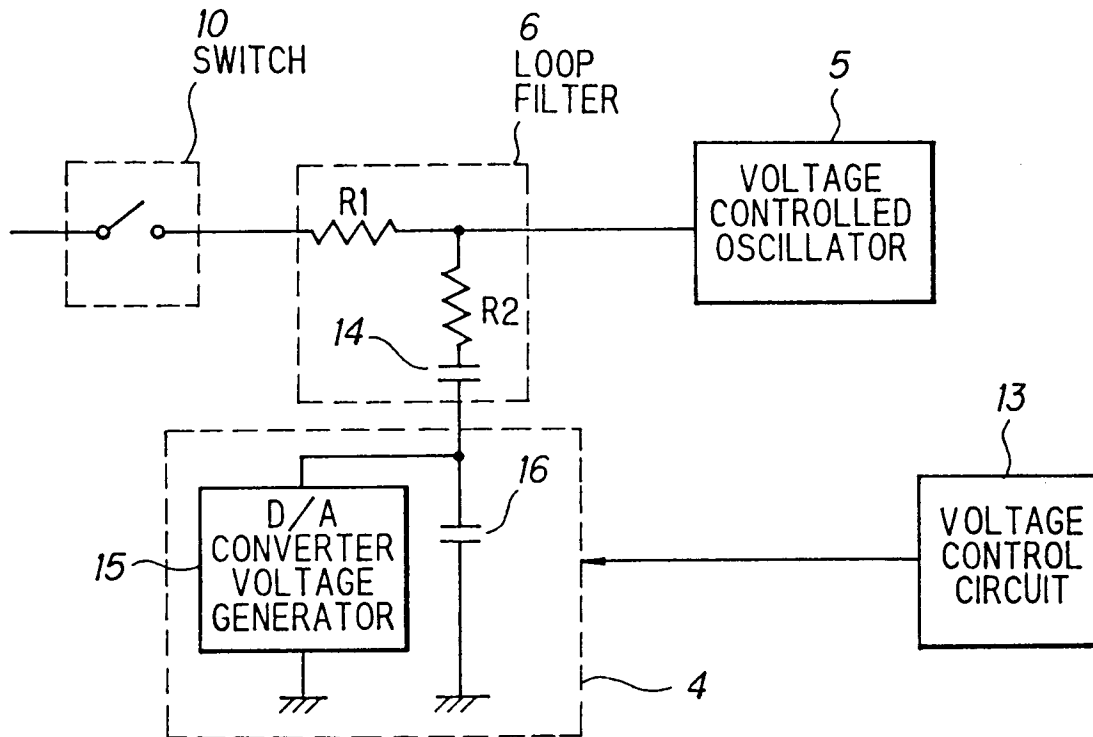 10
SWITCH
6
LOOP
FILTER
5
VOLTAGE
CONTROLLED
OSCILLATOR
R1
R2
14
13
16
D/A
CONVERTER
VOLTAGE
GENERATOR
15
VOLTAGE
CONTROL
CIRCUIT
4